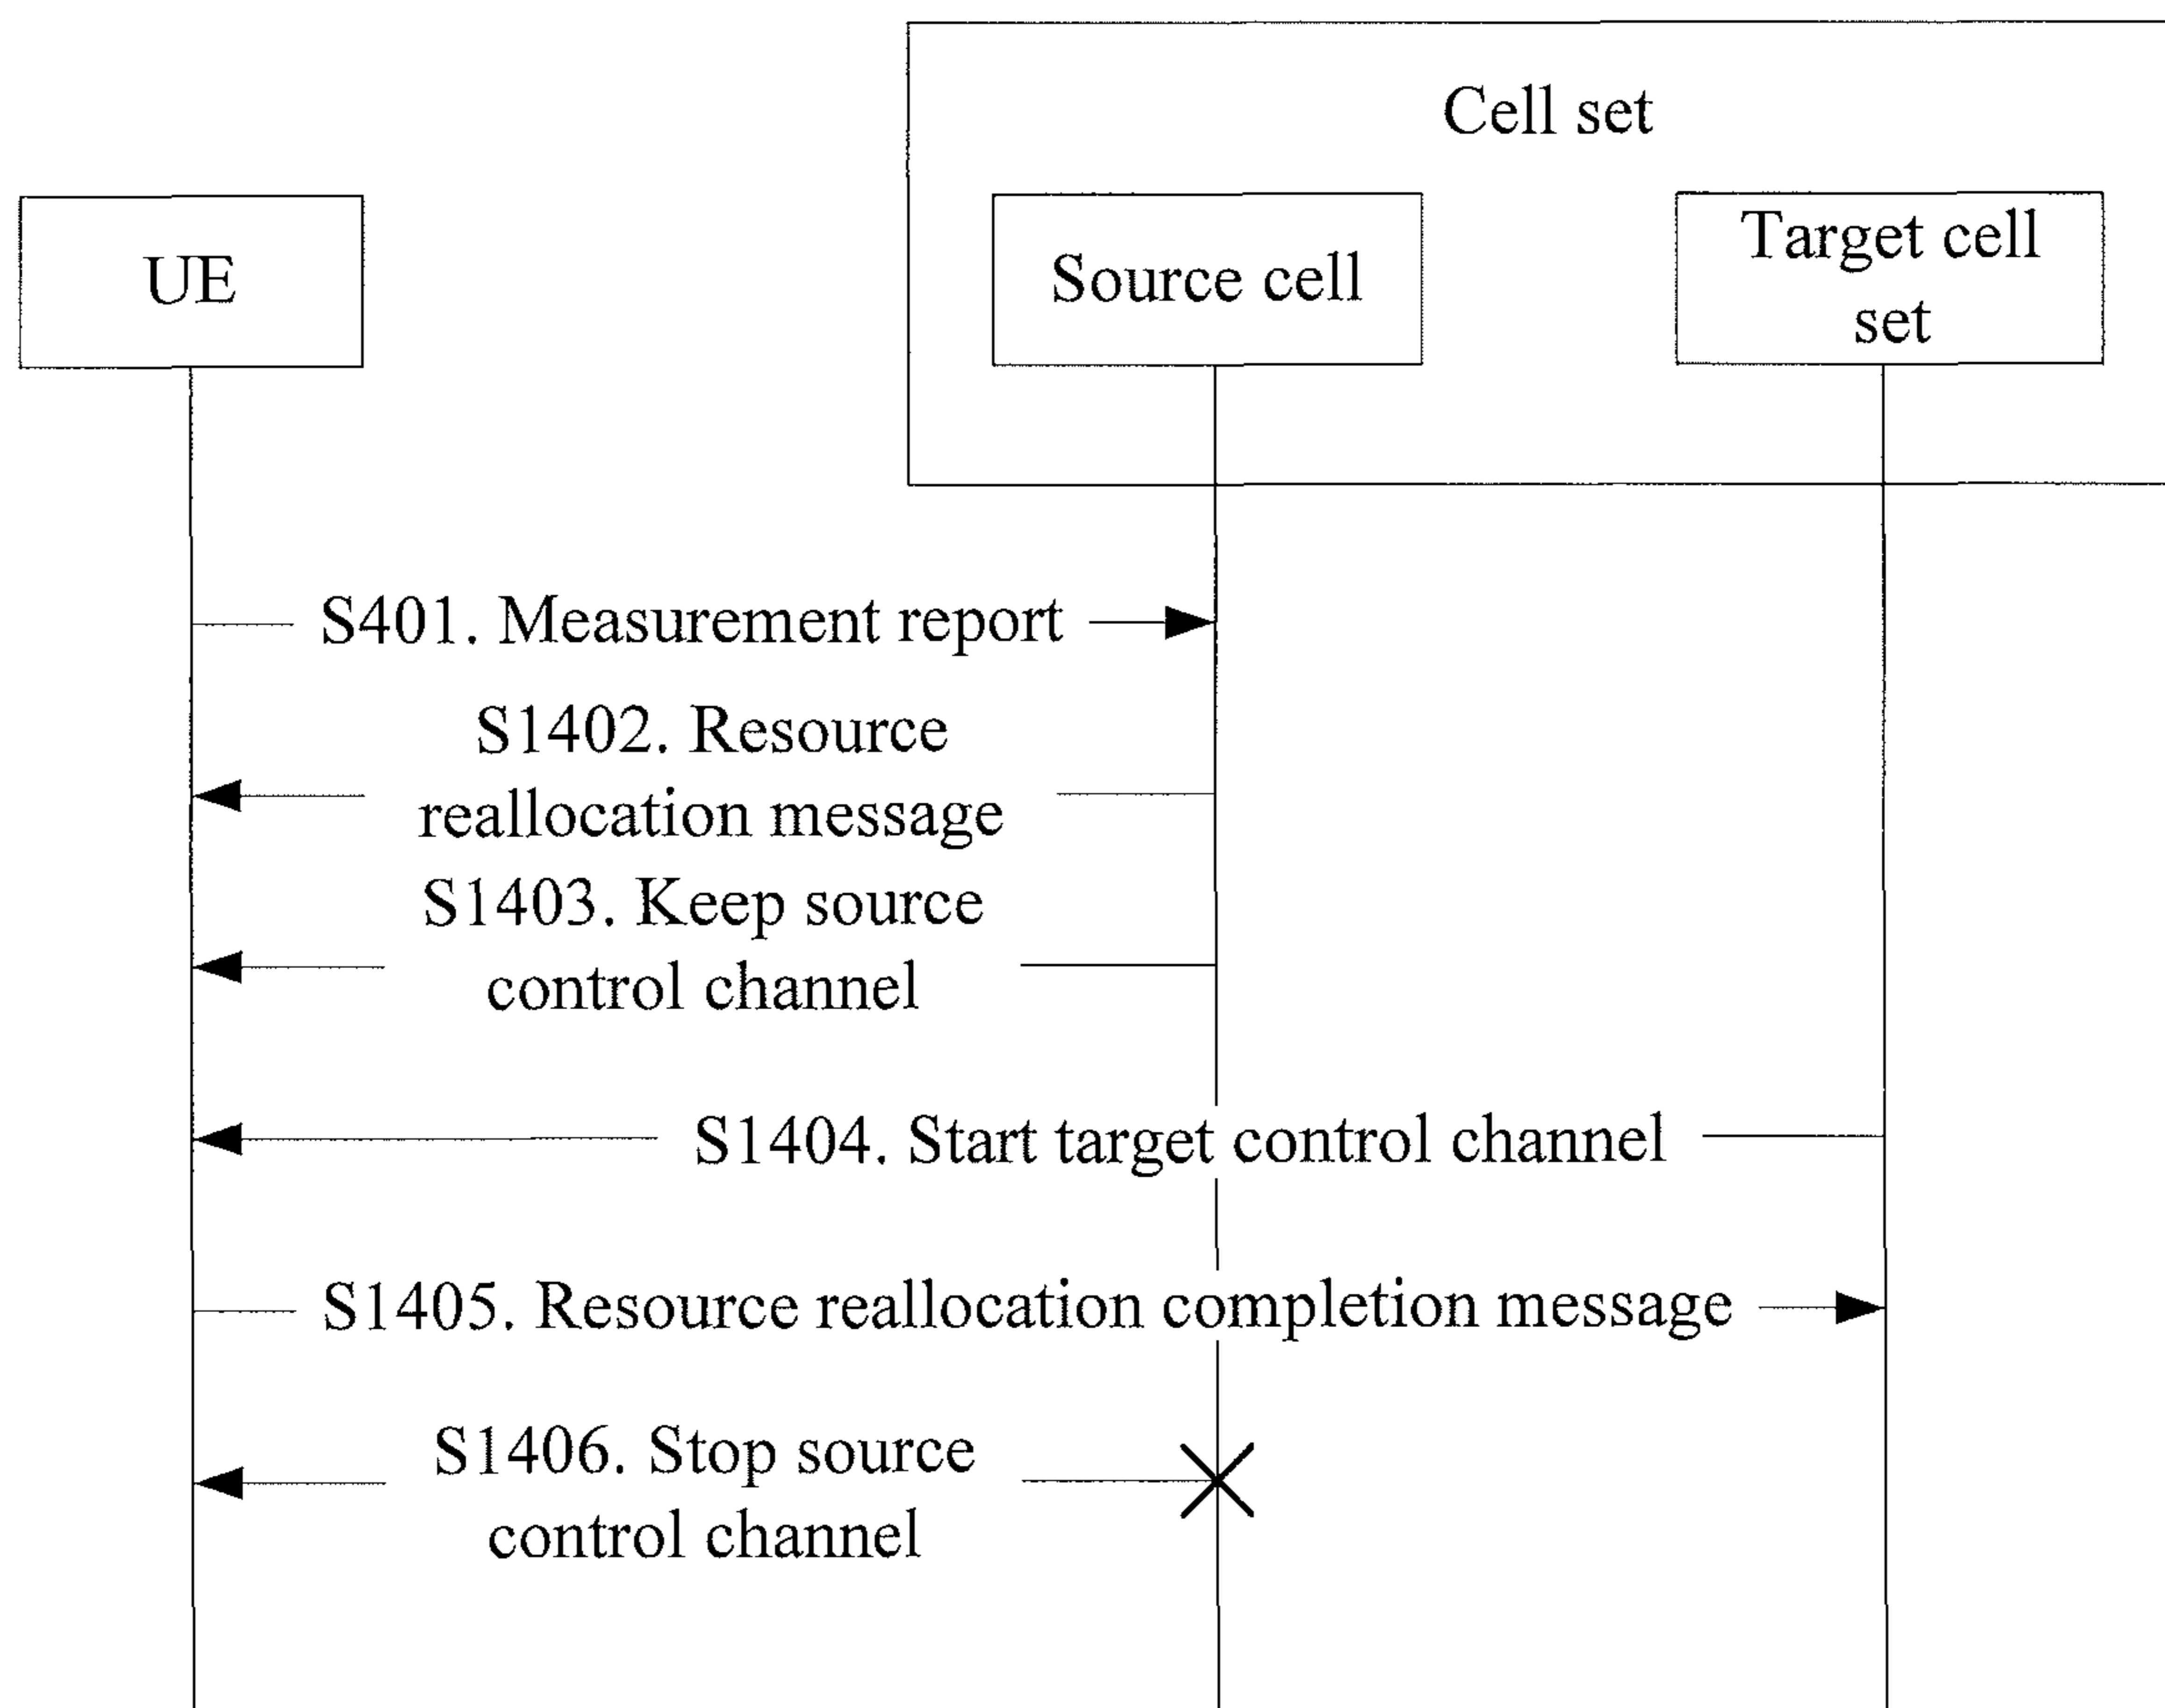 Cell set
UE
Source cell
Target cell
set
S401. Measurement report
S1402. Resource
reallocation message
S1403. Keep source
control channel
S1404. Start target control channel
S1405. Resource reallocation completion message
S1406. Stop source
control channel